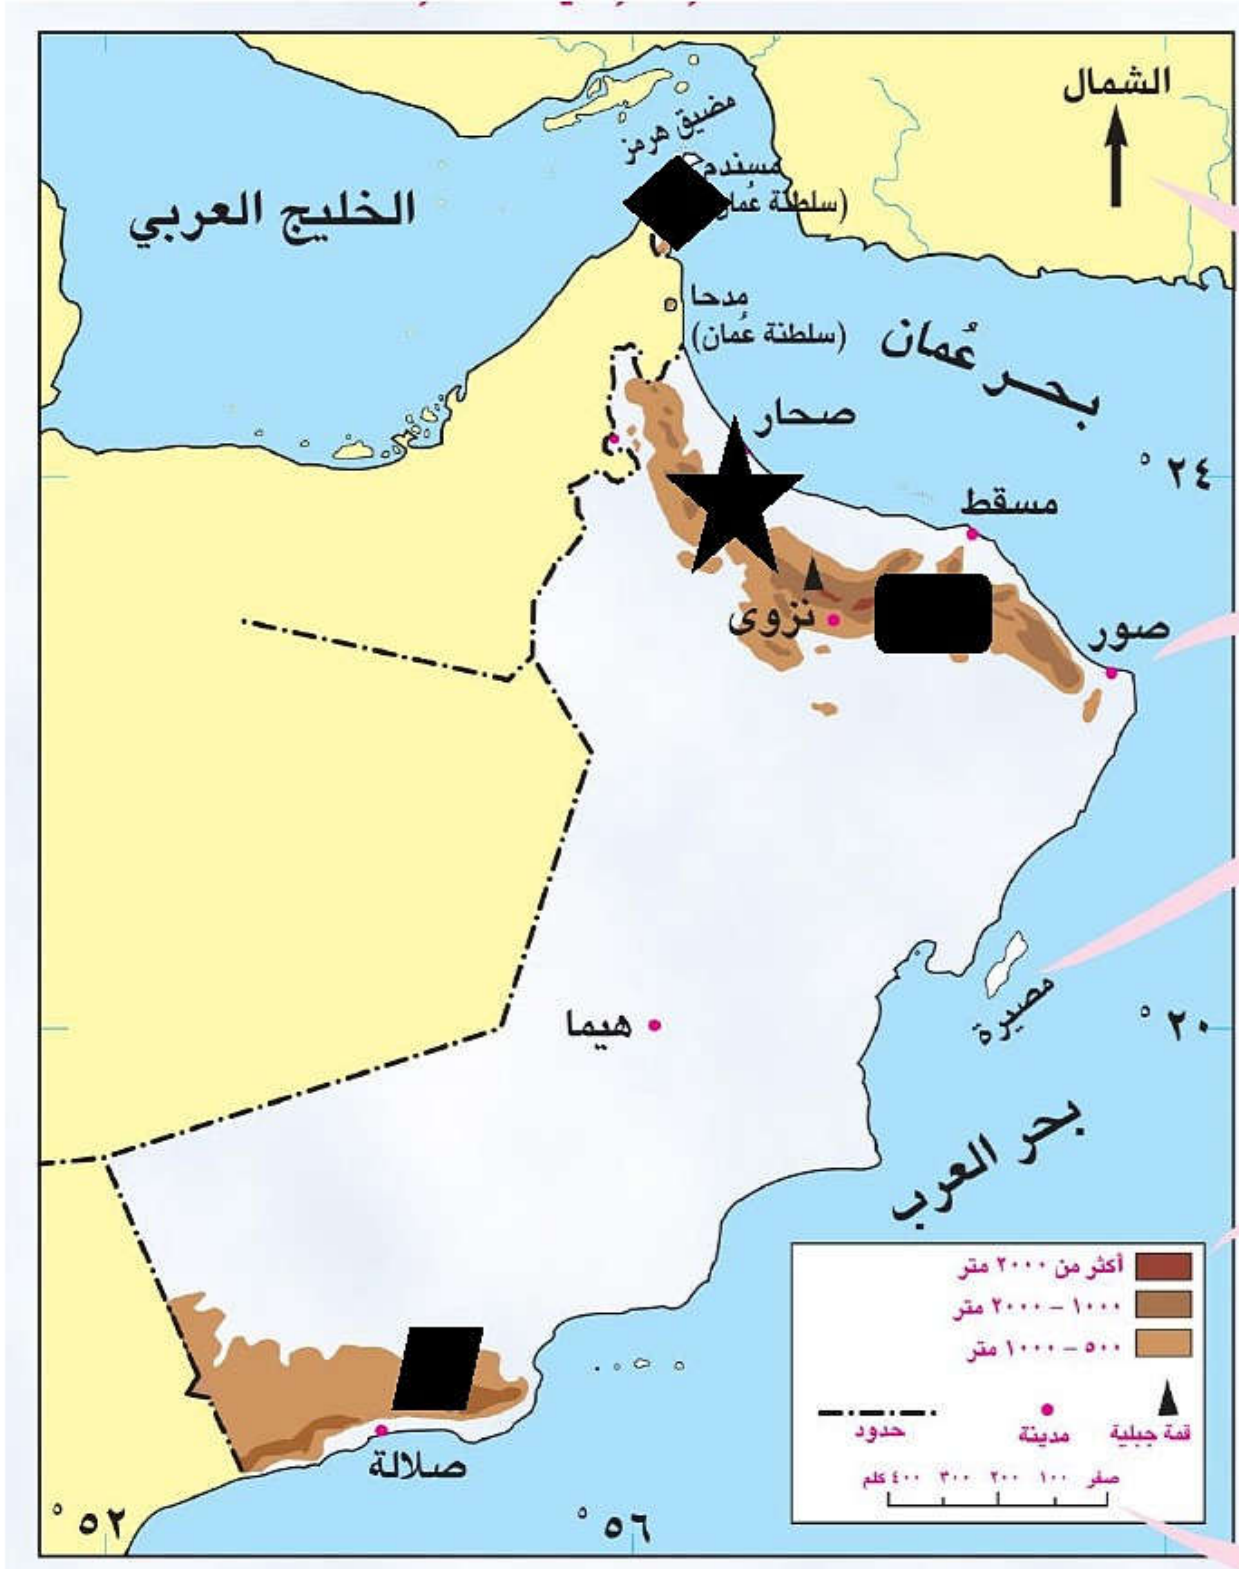 الشمال
مضيق هرمز
مسندم
(سلطنة عُمان)
الخليج العربي
مدحا
(سلطنة عُمان)
بحر عُمان
صحار
°٢٤
مسقط
نزوى
صور
هيما
مصيرة
°٢٠
بحر العرب
أكثر من ٢٠٠٠ متر
١٠٠٠ – ٢٠٠٠ متر
٥٠٠ – ١٠٠٠ متر
قمة جبلية
مدينة
حدود
صفر ١٠٠ ٢٠٠ ٣٠٠ ٤٠٠ كلم
صلالة
°٥٢
°٥٦